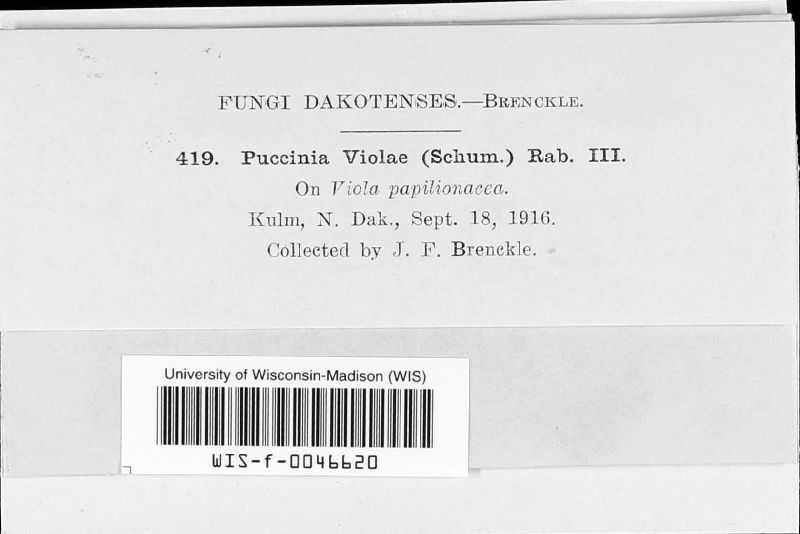 FUNGI DAKOTENSES.—BRENCKLE.
419. Puccinia Violae (Schum.) Rab. III.
On Viola papilionacea.
Kulm, N. Dak., Sept. 18, 1916.
Collected by J. F. Brenckle.
University of Wisconsin-Madison (WIS)
WIS-f-0046620